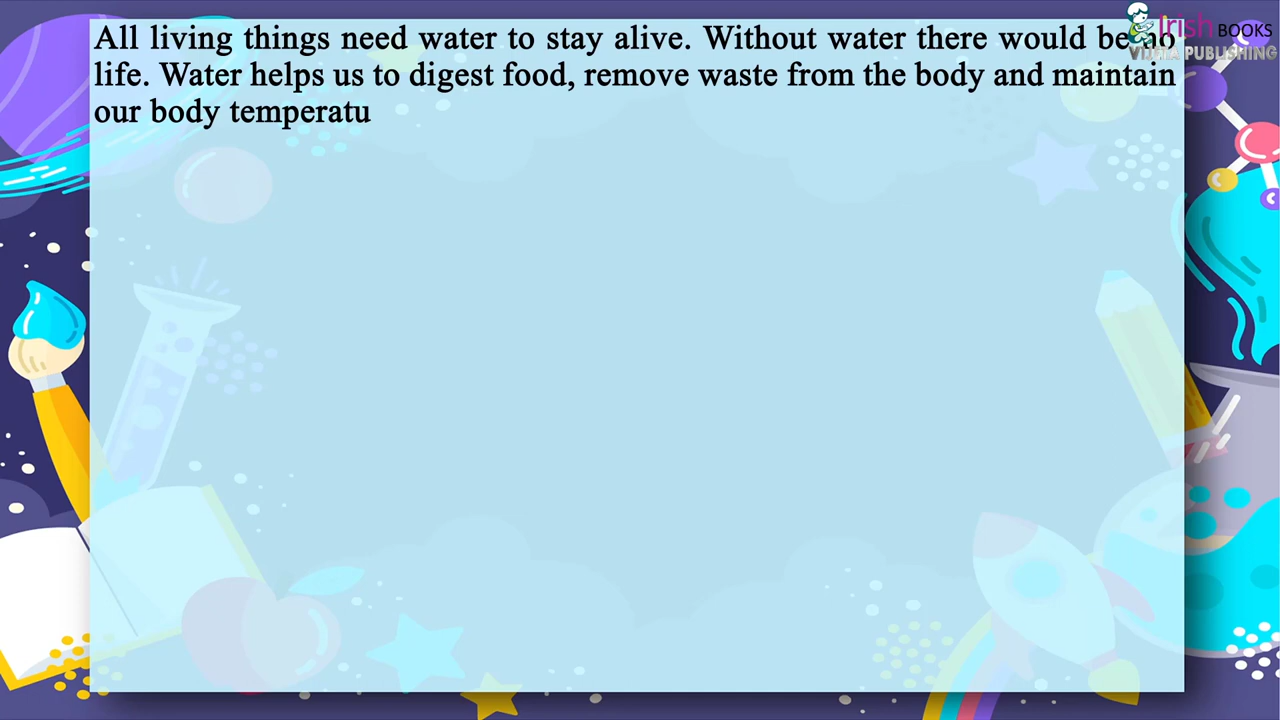 All living things need water to stay alive. Without water there would be no
life. Water helps us to digest food, remove waste from the body and maintain
our body temperatu
Irish BOOKS
VIJETA PUBLISHING